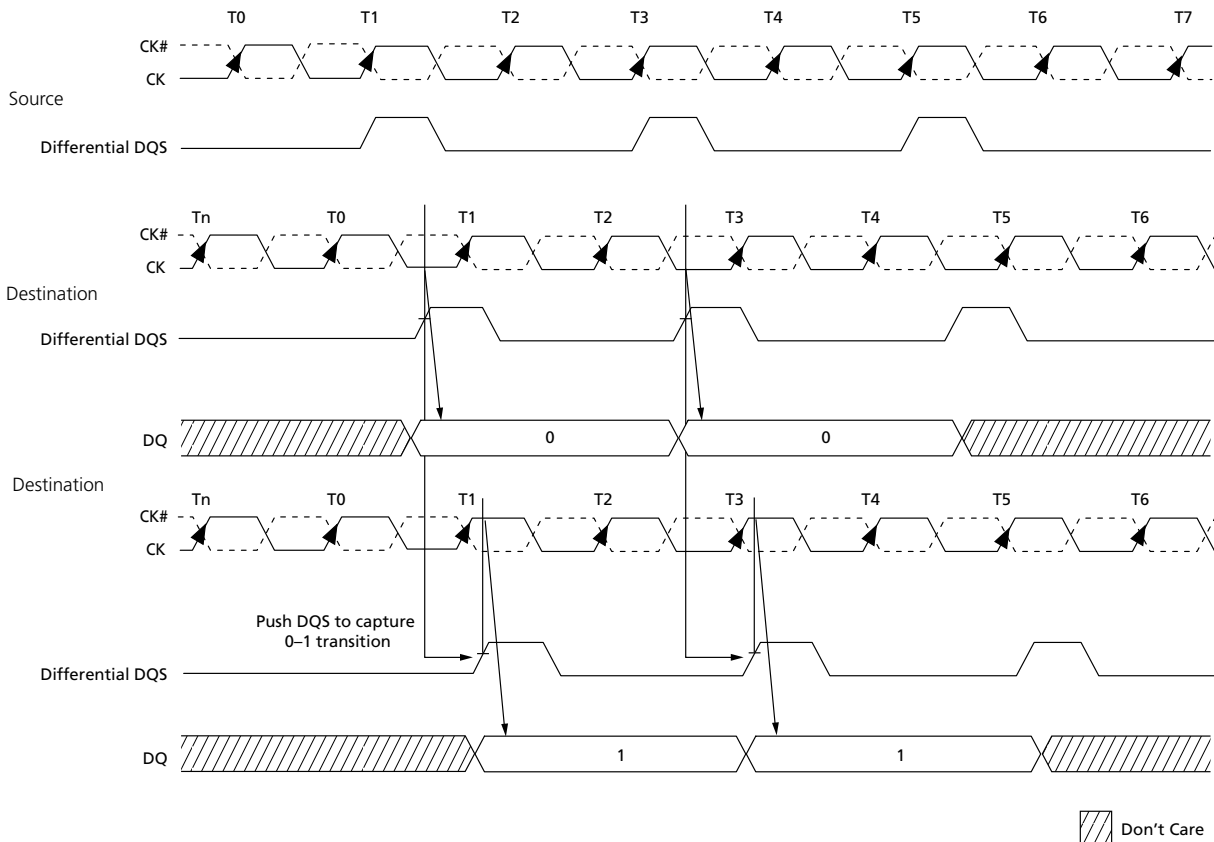 T0 T1 T2 T3 T4 T5 T6 T7
CK#
CK
Source
Differential DQS
Tn T0 T1 T2 T3 T4 T5 T6
CK#
CK
Destination
Differential DQS
DQ 0 0
Destination
Tn T0 T1 T2 T3 T4 T5 T6
CK#
CK
Push DQS to capture
0–1 transition
Differential DQS
DQ 1 1
Don't Care